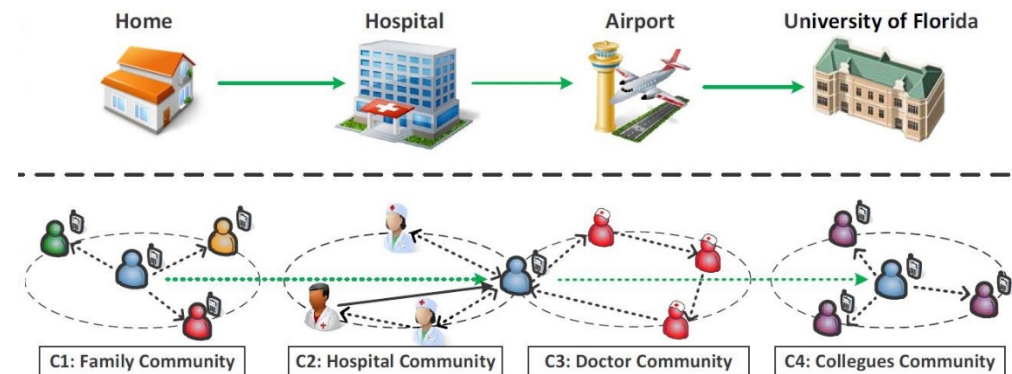 Home
Hospital
Airport
University of Florida
C1: Family Community
C2: Hospital Community
C3: Doctor Community
C4: Collegues Community